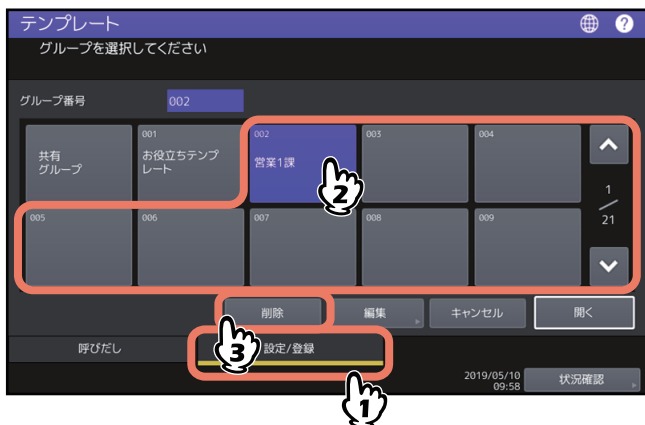 テンプレート
?
グループを選択してください
グループ番号
002
共有
グループ
001
お役立ちテンプ
レート
002
営業1課
003
004
1
21
005
006
007
008
009
削除
編集
キャンセル
開く
呼びだし
設定/登録
2019/05/10
09:58
状況確認
2
3
1